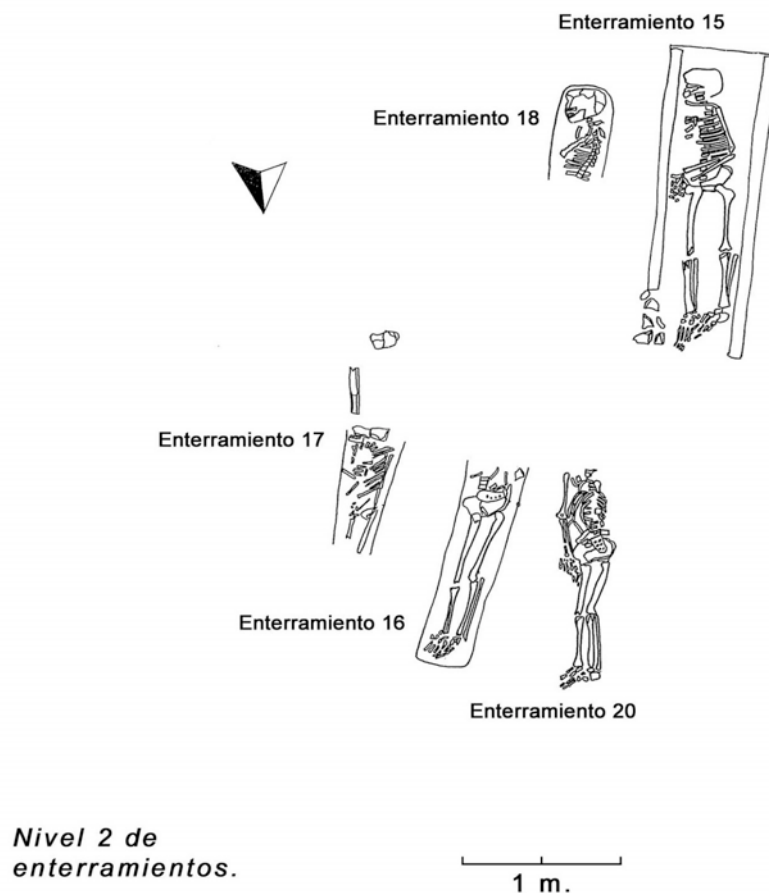 Enterramiento 15
Enterramiento 18
Enterramiento 17
Enterramiento 16
Enterramiento 20
Nivel 2 de
enterramientos.
1 m.